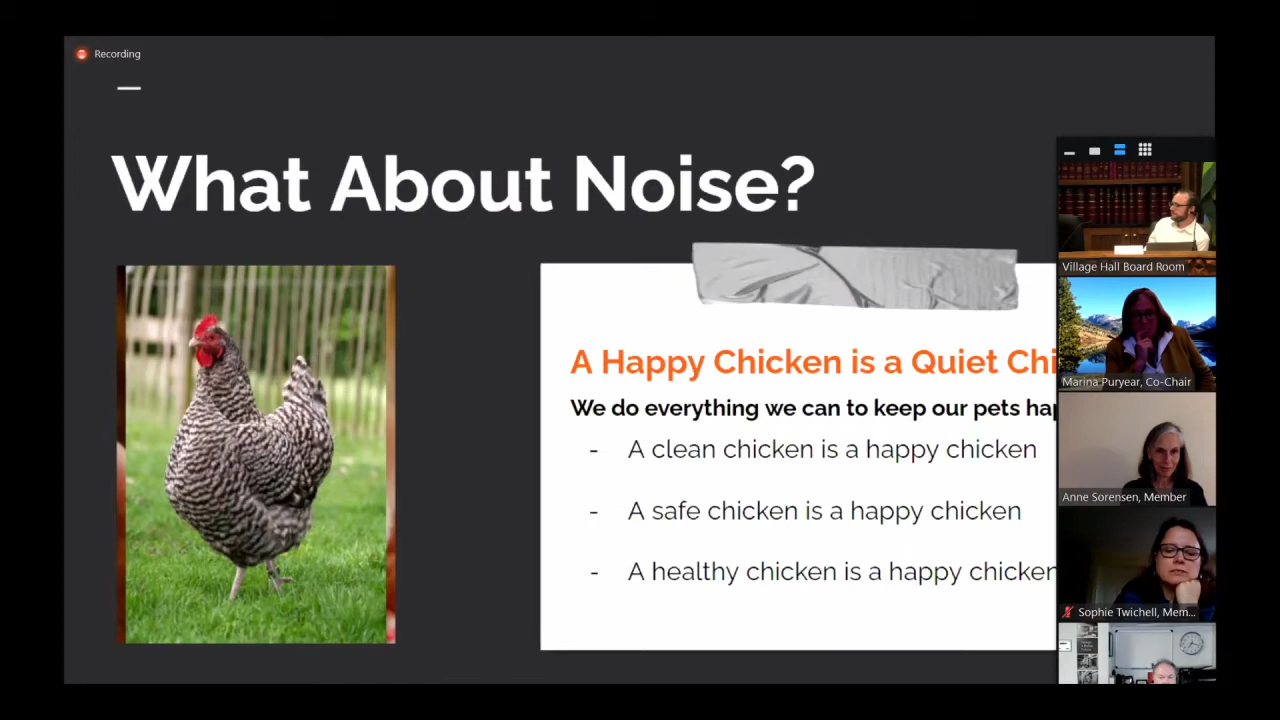 Recording
What About Noise?
A Happy Chicken is a Quiet Chi
We do everything we can to keep our pets hap
- A clean chicken is a happy chicken
- A safe chicken is a happy chicken
- A healthy chicken is a happy chicken
Village Hall Board Room
Marina Puryear, Co-Chair
Anne Sorensen, Member
Sophie Twichell, Mem...